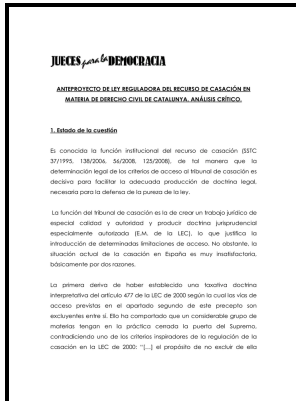 JUECES para la DEMOCRACIA
ANTEPROYECTO DE LEY REGULADORA DEL RECURSO DE CASACIÓN EN
MATERIA DE DERECHO CIVIL DE CATALUNYA. ANÁLISIS CRÍTICO.
1. Estado de la cuestión
Es conocida la función institucional del recurso de casación (SSTC
37/1995, 138/2006, 56/2008, 125/2008), de tal manera que la
determinación legal de los criterios de acceso al tribunal de casación es
decisiva para facilitar la adecuada producción de doctrina legal,
necesaria para la defensa de la pureza de la ley.
La función del tribunal de casación es la de crear un trabajo jurídico de
especial calidad y autoridad y producir doctrina jurisprudencial
especialmente autorizada (E.M. de la LEC), lo que justifica la
introducción de determinadas limitaciones de acceso. No obstante, la
situación actual de la casación en España es muy insatisfactoria,
básicamente por dos razones.
La primera deriva de haber establecido una taxativa doctrina
interpretativa del artículo 477 de la LEC de 2000 según la cual las vías de
acceso previstas en el apartado segundo de este precepto son
excluyentes entre sí. Ello ha comportado que un considerable grupo de
materias tengan en la práctica cerrada la puerta del Supremo,
contradiciendo uno de los criterios inspiradores de la regulación de la
casación en la LEC de 2000: "(...) el propósito de no excluir de ella